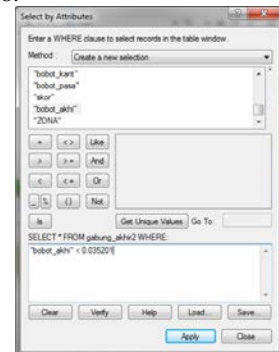 Select by Attributes
Enter a WHERE clause to select records in the table window.
Method : Create a new selection
"bobot_kant"
"bobot_pasa"
"skor"
"bobot_akhi"
"ZONA"
= <> Like
> >= And
< <= Or
_ % () Not
Is Get Unique Values Go To:
SELECT * FROM gabung_akhir2 WHERE:
"bobot_akhi" < 0.035201
Clear Verify Help Load... Save...
Apply Close